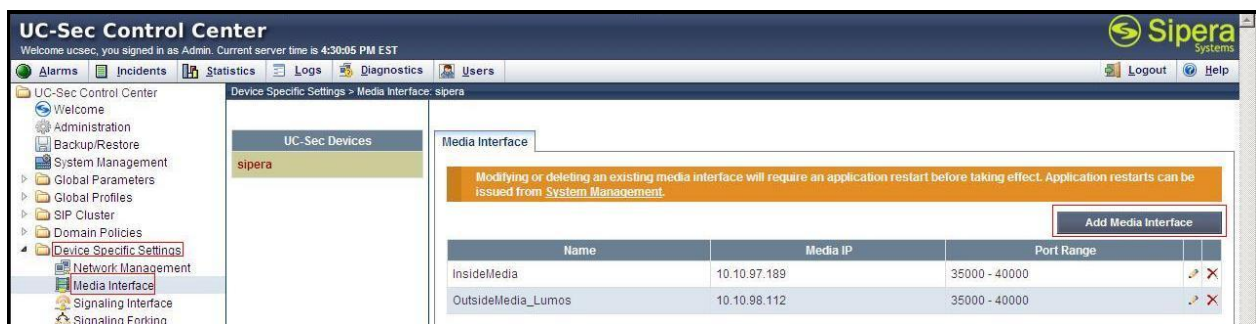 UC-Sec Control Center
Welcome ucsec, you signed in as Admin. Current server time is 4:30:05 PM EST
Sipera
Systems
Alarms Incidents Statistics Logs Diagnostics Users Logout Help
UC-Sec Control Center
Welcome
Administration
Backup/Restore
System Management
Global Parameters
Global Profiles
SIP Cluster
Domain Policies
Device Specific Settings
Network Management
Media Interface
Signaling Interface
Signaling Forking
Device Specific Settings > Media Interface: sipera
UC-Sec Devices
sipera
Media Interface
Modifying or deleting an existing media interface will require an application restart before taking effect. Application restarts can be
issued from System Management.
Add Media Interface
Name Media IP Port Range
InsideMedia 10.10.97.189 35000 - 40000
OutsideMedia_Lumos 10.10.98.112 35000 - 40000